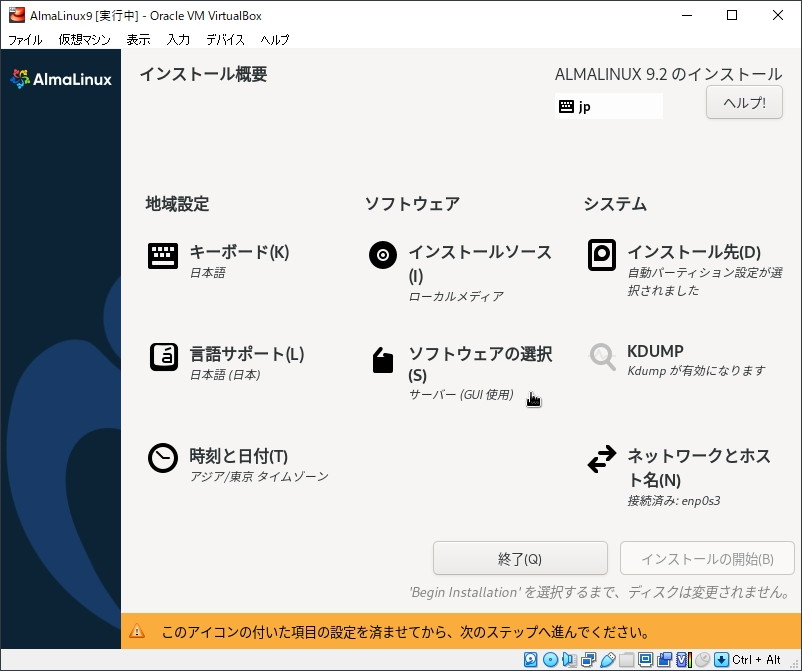 AlmaLinux9 [実行中] - Oracle VM VirtualBox
ファイル 仮想マシン 表示 入力 デバイス ヘルプ
AlmaLinux
インストール概要
ALMALINUX 9.2 のインストール
jp
ヘルプ!
地域設定
ソフトウェア
システム
キーボード(K)
日本語
インストールソース
(I)
ローカルメディア
インストール先(D)
自動パーティション設定が選
択されました
言語サポート(L)
日本語 (日本)
ソフトウェアの選択
(S)
サーバー (GUI 使用)
KDUMP
Kdump が有効になります
時刻と日付(T)
アジア/東京 タイムゾーン
ネットワークとホス
ト名(N)
接続済み: enp0s3
終了(Q)
インストールの開始(B)
'Begin Installation' を選択するまで、ディスクは変更されません。
このアイコンの付いた項目の設定を済ませてから、次のステップへ進んでください。
Ctrl + Alt